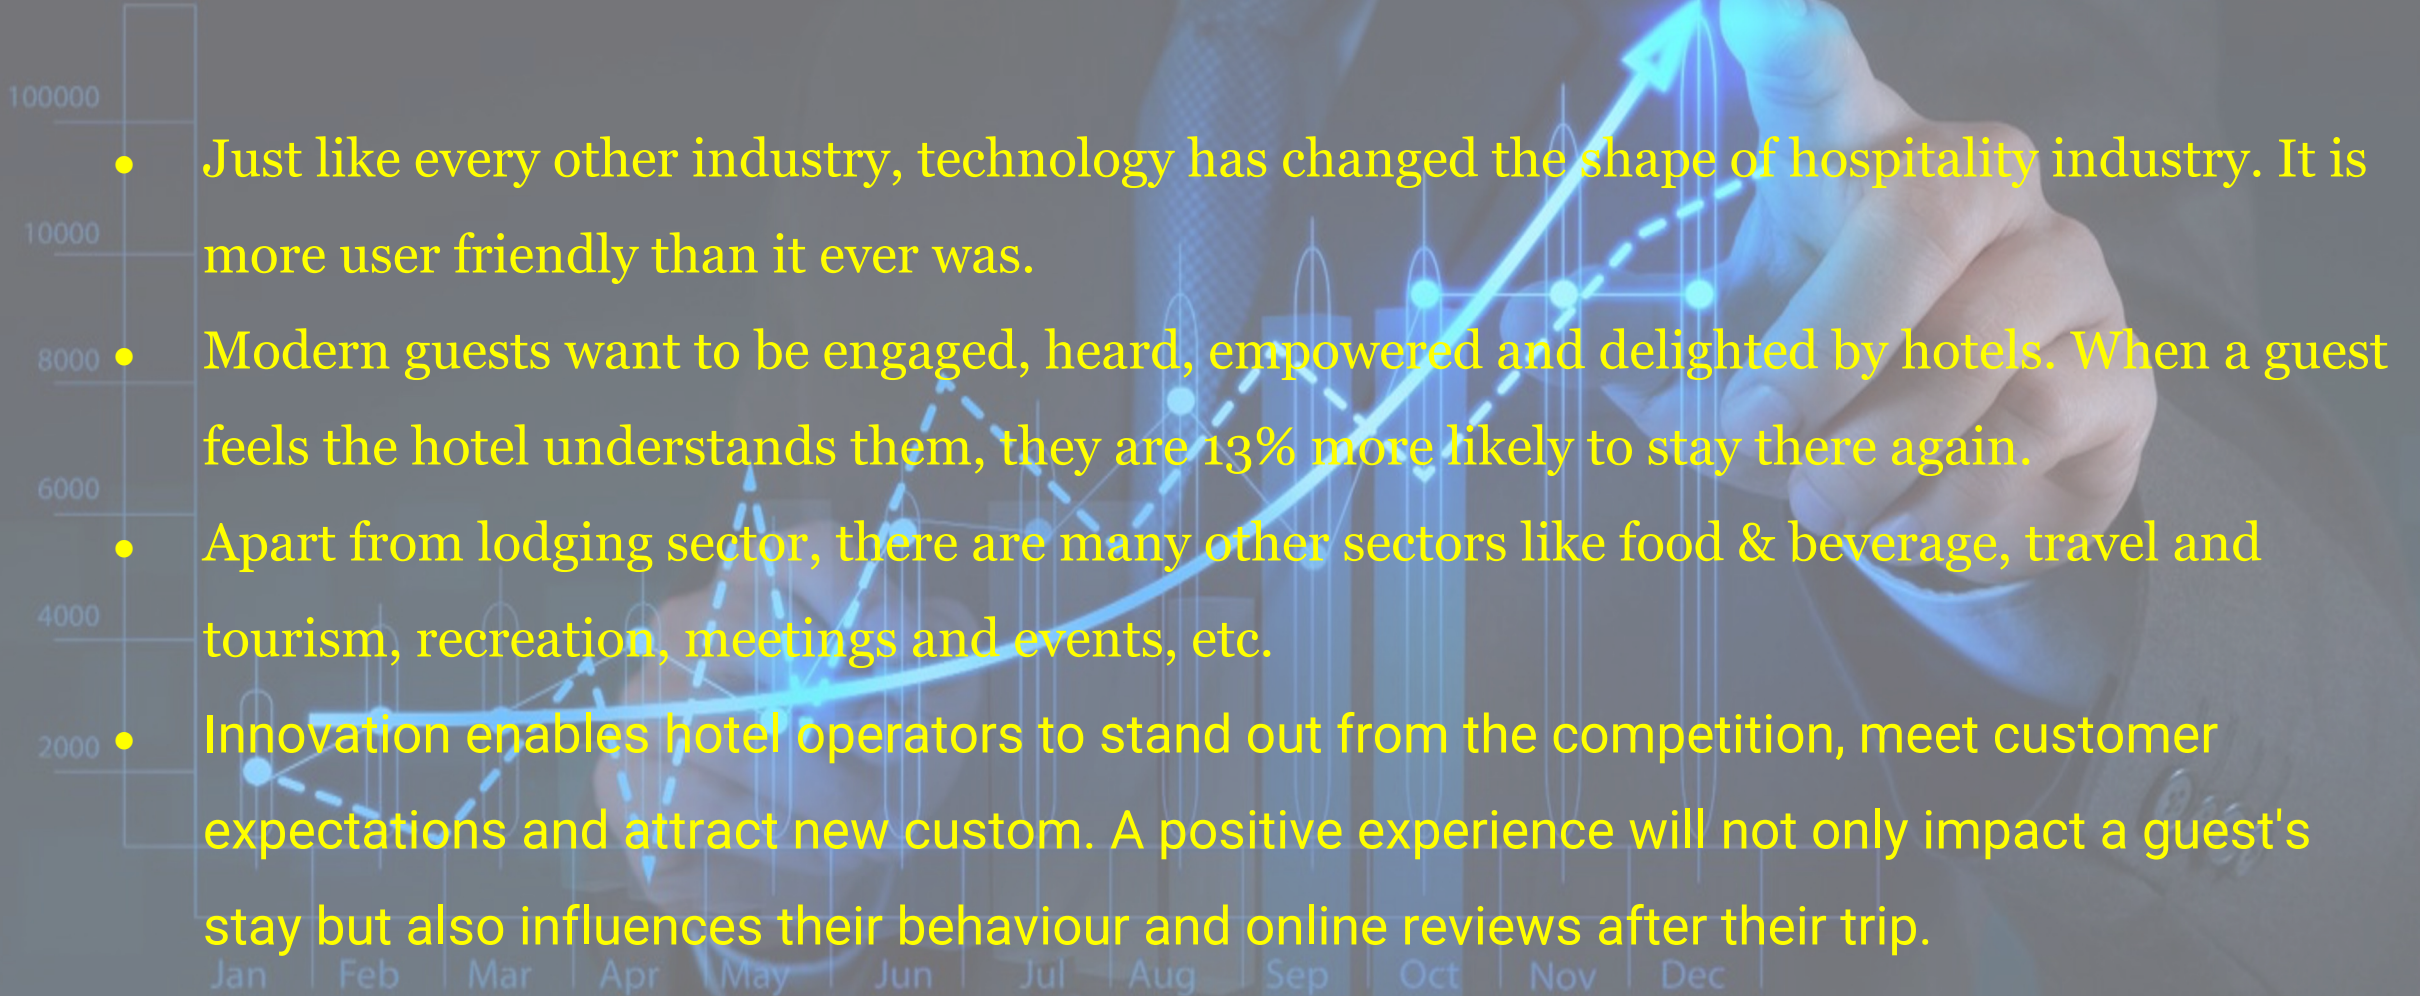 100000
10000
8000
6000
4000
2000
• Just like every other industry, technology has changed the shape of hospitality industry. It is
more user friendly than it ever was.
• Modern guests want to be engaged, heard, empowered and delighted by hotels. When a guest
feels the hotel understands them, they are 13% more likely to stay there again.
• Apart from lodging sector, there are many other sectors like food & beverage, travel and
tourism, recreation, meetings and events, etc.
• Innovation enables hotel operators to stand out from the competition, meet customer
expectations and attract new custom. A positive experience will not only impact a guest's
stay but also influences their behaviour and online reviews after their trip.
Jan Feb Mar Apr May Jun Jul Aug Sep Oct Nov Dec